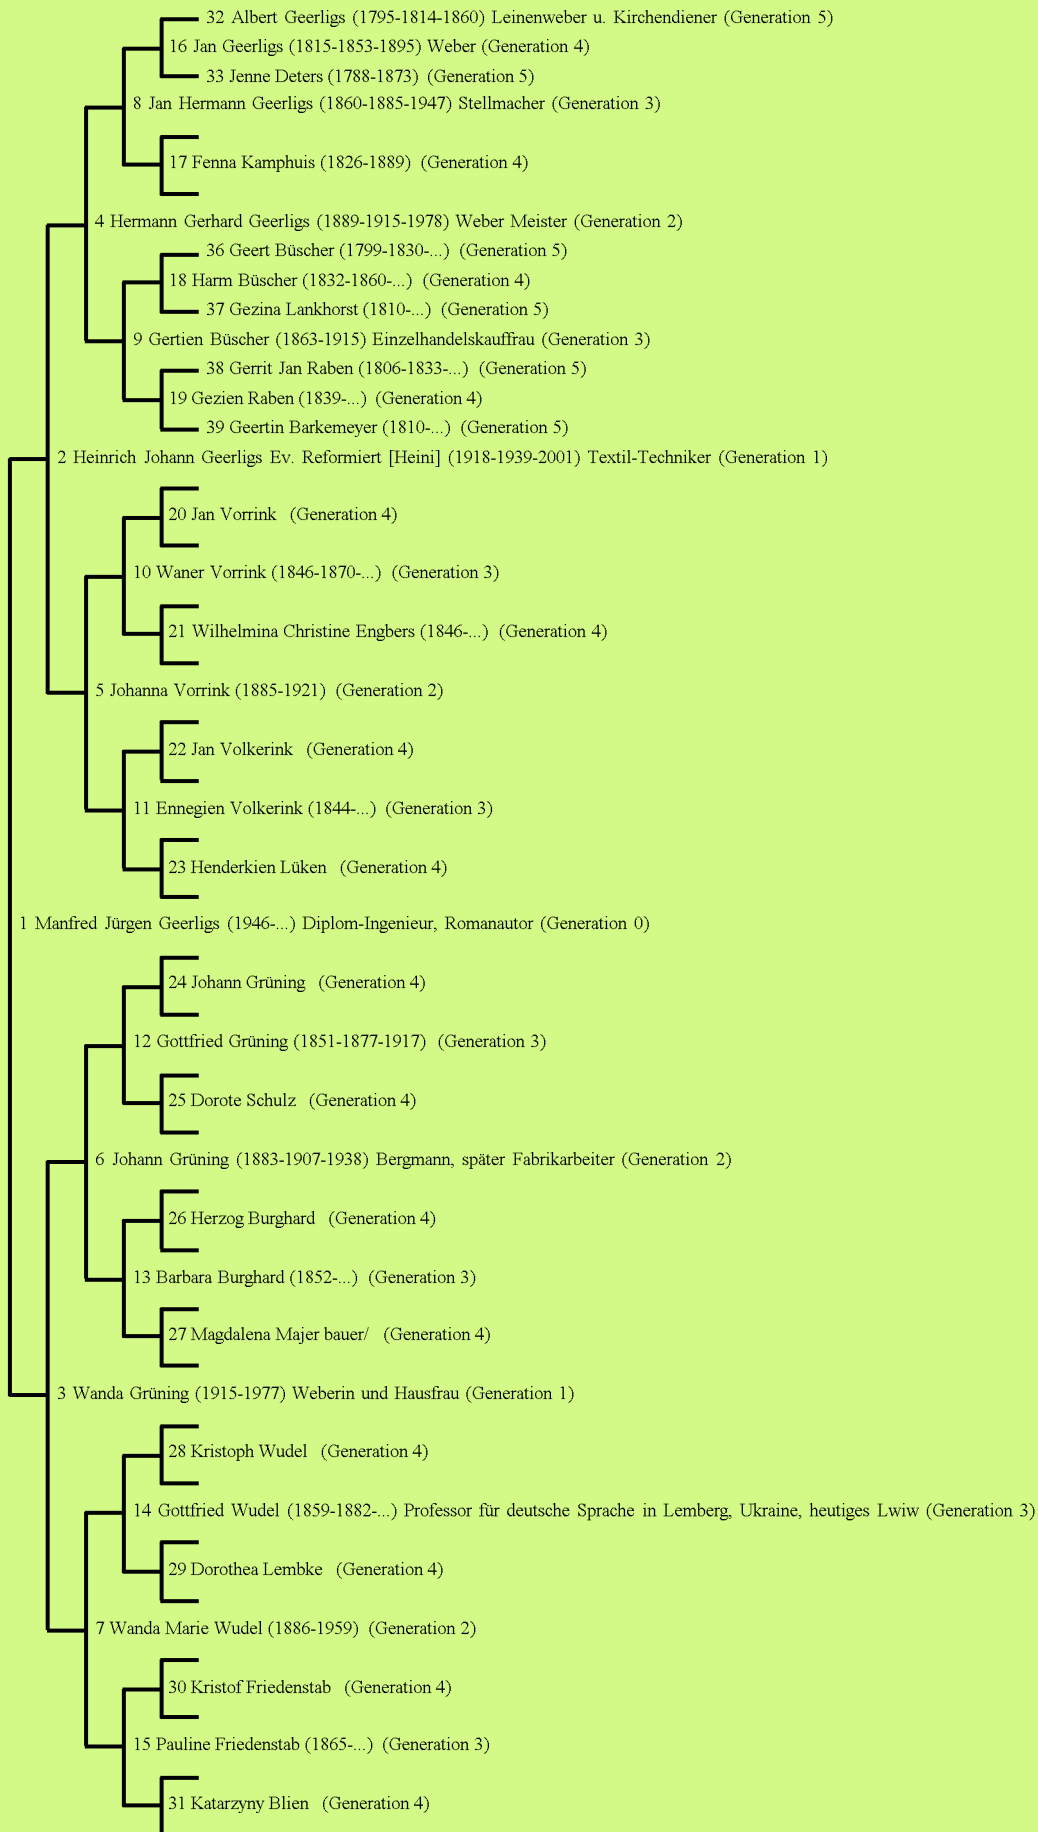 32 Albert Geerligs (1795-1814-1860) Leinenweber u. Kirchendiener (Generation 5)
16 Jan Geerligs (1815-1853-1895) Weber (Generation 4)
33 Jenne Deters (1788-1873) (Generation 5)
8 Jan Hermann Geerligs (1860-1885-1947) Stellmacher (Generation 3)
17 Fenna Kamphuis (1826-1889) (Generation 4)
4 Hermann Gerhard Geerligs (1889-1915-1978) Weber Meister (Generation 2)
36 Geert Büscher (1799-1830-...) (Generation 5)
18 Harm Büscher (1832-1860-...) (Generation 4)
37 Gezina Lankhorst (1810-...) (Generation 5)
9 Gertien Büscher (1863-1915) Einzelhandelskauffrau (Generation 3)
38 Gerrit Jan Raben (1806-1833-...) (Generation 5)
19 Gezien Raben (1839-...) (Generation 4)
39 Geertin Barkemeyer (1810-...) (Generation 5)
2 Heinrich Johann Geerligs Ev. Reformiert [Heini] (1918-1939-2001) Textil-Techniker (Generation 1)
20 Jan Vorrink (Generation 4)
10 Waner Vorrink (1846-1870-...) (Generation 3)
21 Wilhelmina Christine Engbers (1846-...) (Generation 4)
5 Johanna Vorrink (1885-1921) (Generation 2)
22 Jan Volkerink (Generation 4)
11 Ennegien Volkerink (1844-...) (Generation 3)
23 Henderkien Lüken (Generation 4)
1 Manfred Jürgen Geerligs (1946-...) Diplom-Ingenieur, Romanautor (Generation 0)
24 Johann Grüning (Generation 4)
12 Gottfried Grüning (1851-1877-1917) (Generation 3)
25 Dorote Schulz (Generation 4)
6 Johann Grüning (1883-1907-1938) Bergmann, später Fabrikarbeiter (Generation 2)
26 Herzog Burghard (Generation 4)
13 Barbara Burghard (1852-...) (Generation 3)
27 Magdalena Majer bauer/ (Generation 4)
3 Wanda Grüning (1915-1977) Weberin und Hausfrau (Generation 1)
28 Kristoph Wudel (Generation 4)
14 Gottfried Wudel (1859-1882-...) Professor für deutsche Sprache in Lemberg, Ukraine, heutiges Lwiw (Generation 3)
29 Dorothea Lembke (Generation 4)
7 Wanda Marie Wudel (1886-1959) (Generation 2)
30 Kristof Friedenstab (Generation 4)
15 Pauline Friedenstab (1865-...) (Generation 3)
31 Katarzyny Blien (Generation 4)